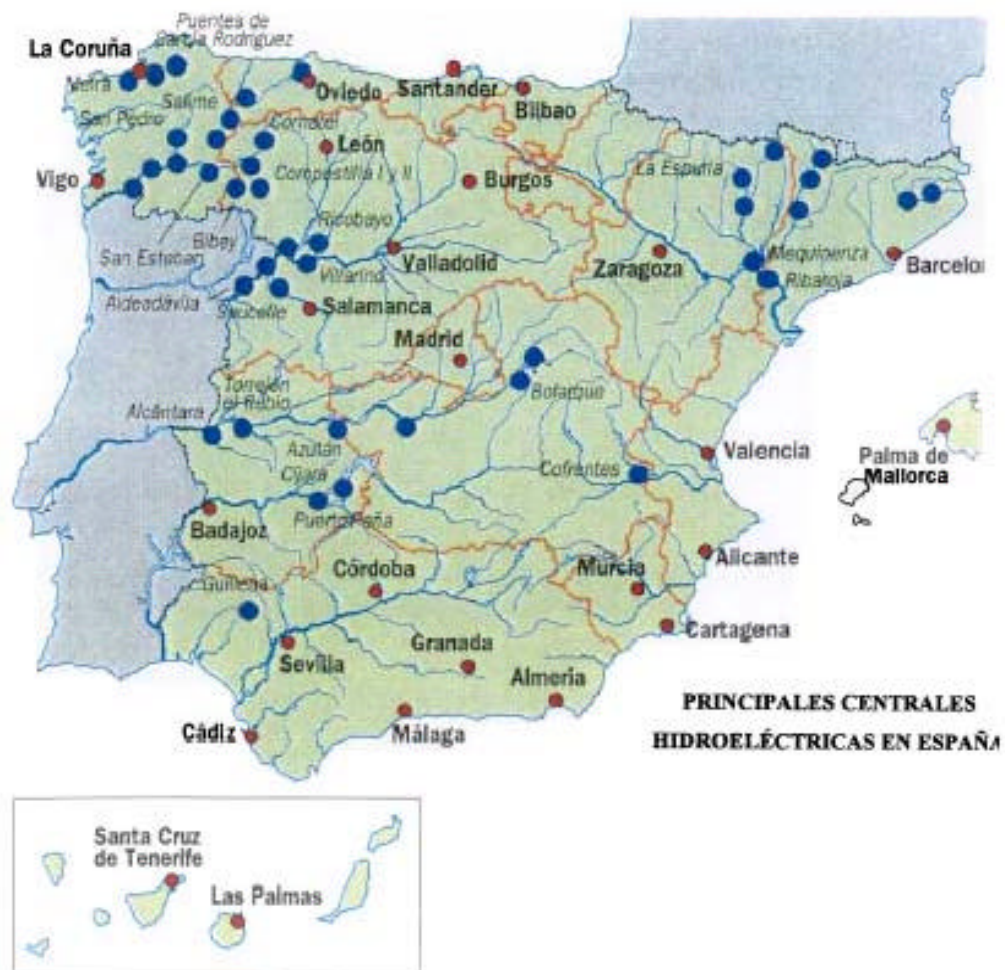 Puentes de
García Rodríguez
La Coruña
Oviedo
Santander
Bilbao
Salime
San Pedro
Cornatel
León
Vigo
Compostilla I y II
Burgos
La Espuña
Ricobayo
Bibey
San Esteban
Villarino
Valladolid
Zaragoza
Mequinenza
Ribaroja
Barcelo
Aldeadávila
Saucelle
Salamanca
Madrid
Torrejón
el Rubio
Bolarque
Alcántara
Azután
Cijara
Cofrentes
Valencia
Palma de
Mallorca
Badajoz
Puerto Peña
Alicante
Guillena
Córdoba
Murcia
Cartagena
Granada
Sevilla
Almeria
Cádiz
Málaga
PRINCIPALES CENTRALES
HIDROELÉCTRICAS EN ESPAÑA
Santa Cruz
de Tenerife
Las Palmas